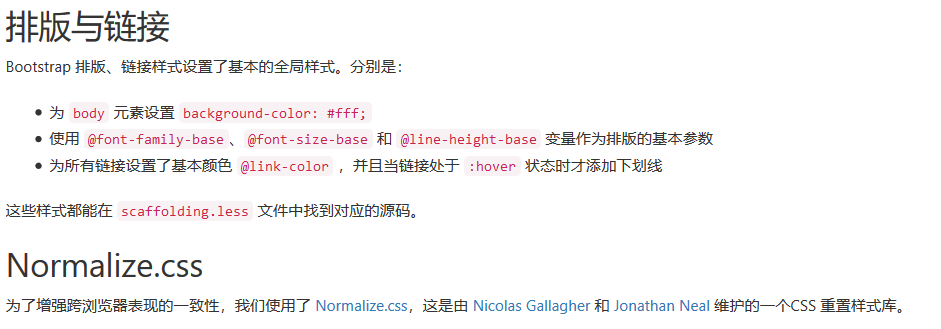 排版与链接
Bootstrap 排版、链接样式设置了基本的全局样式。分别是：
为 body 元素设置 background-color: #fff;
使用 @font-family-base、@font-size-base 和 @line-height-base 变量作为排版的基本参数
为所有链接设置了基本颜色 @link-color ，并且当链接处于 :hover 状态时才添加下划线
这些样式都能在 scaffolding.less 文件中找到对应的源码。
Normalize.css
为了增强跨浏览器表现的一致性，我们使用了 Normalize.css，这是由 Nicolas Gallagher 和 Jonathan Neal 维护的一个CSS 重置样式库。